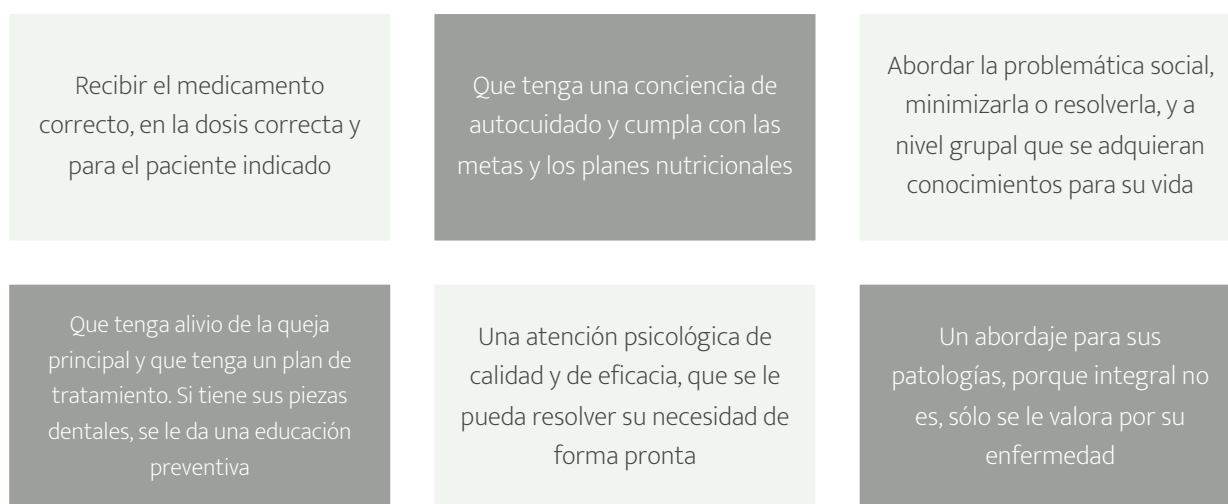 Recibir el medicamento
correcto, en la dosis correcta y
para el paciente indicado
Que tenga una conciencia de
autocuidado y cumpla con las
metas y los planes nutricionales
Abordar la problemática social,
minimizarla o resolverla, y a
nivel grupal que se adquieran
conocimientos para su vida
Que tenga alivio de la queja
principal y que tenga un plan de
tratamiento. Si tiene sus piezas
dentales, se le da una educación
preventiva
Una atención psicológica de
calidad y de eficacia, que se le
pueda resolver su necesidad de
forma pronta
Un abordaje para sus
patologías, porque integral no
es, sólo se le valora por su
enfermedad